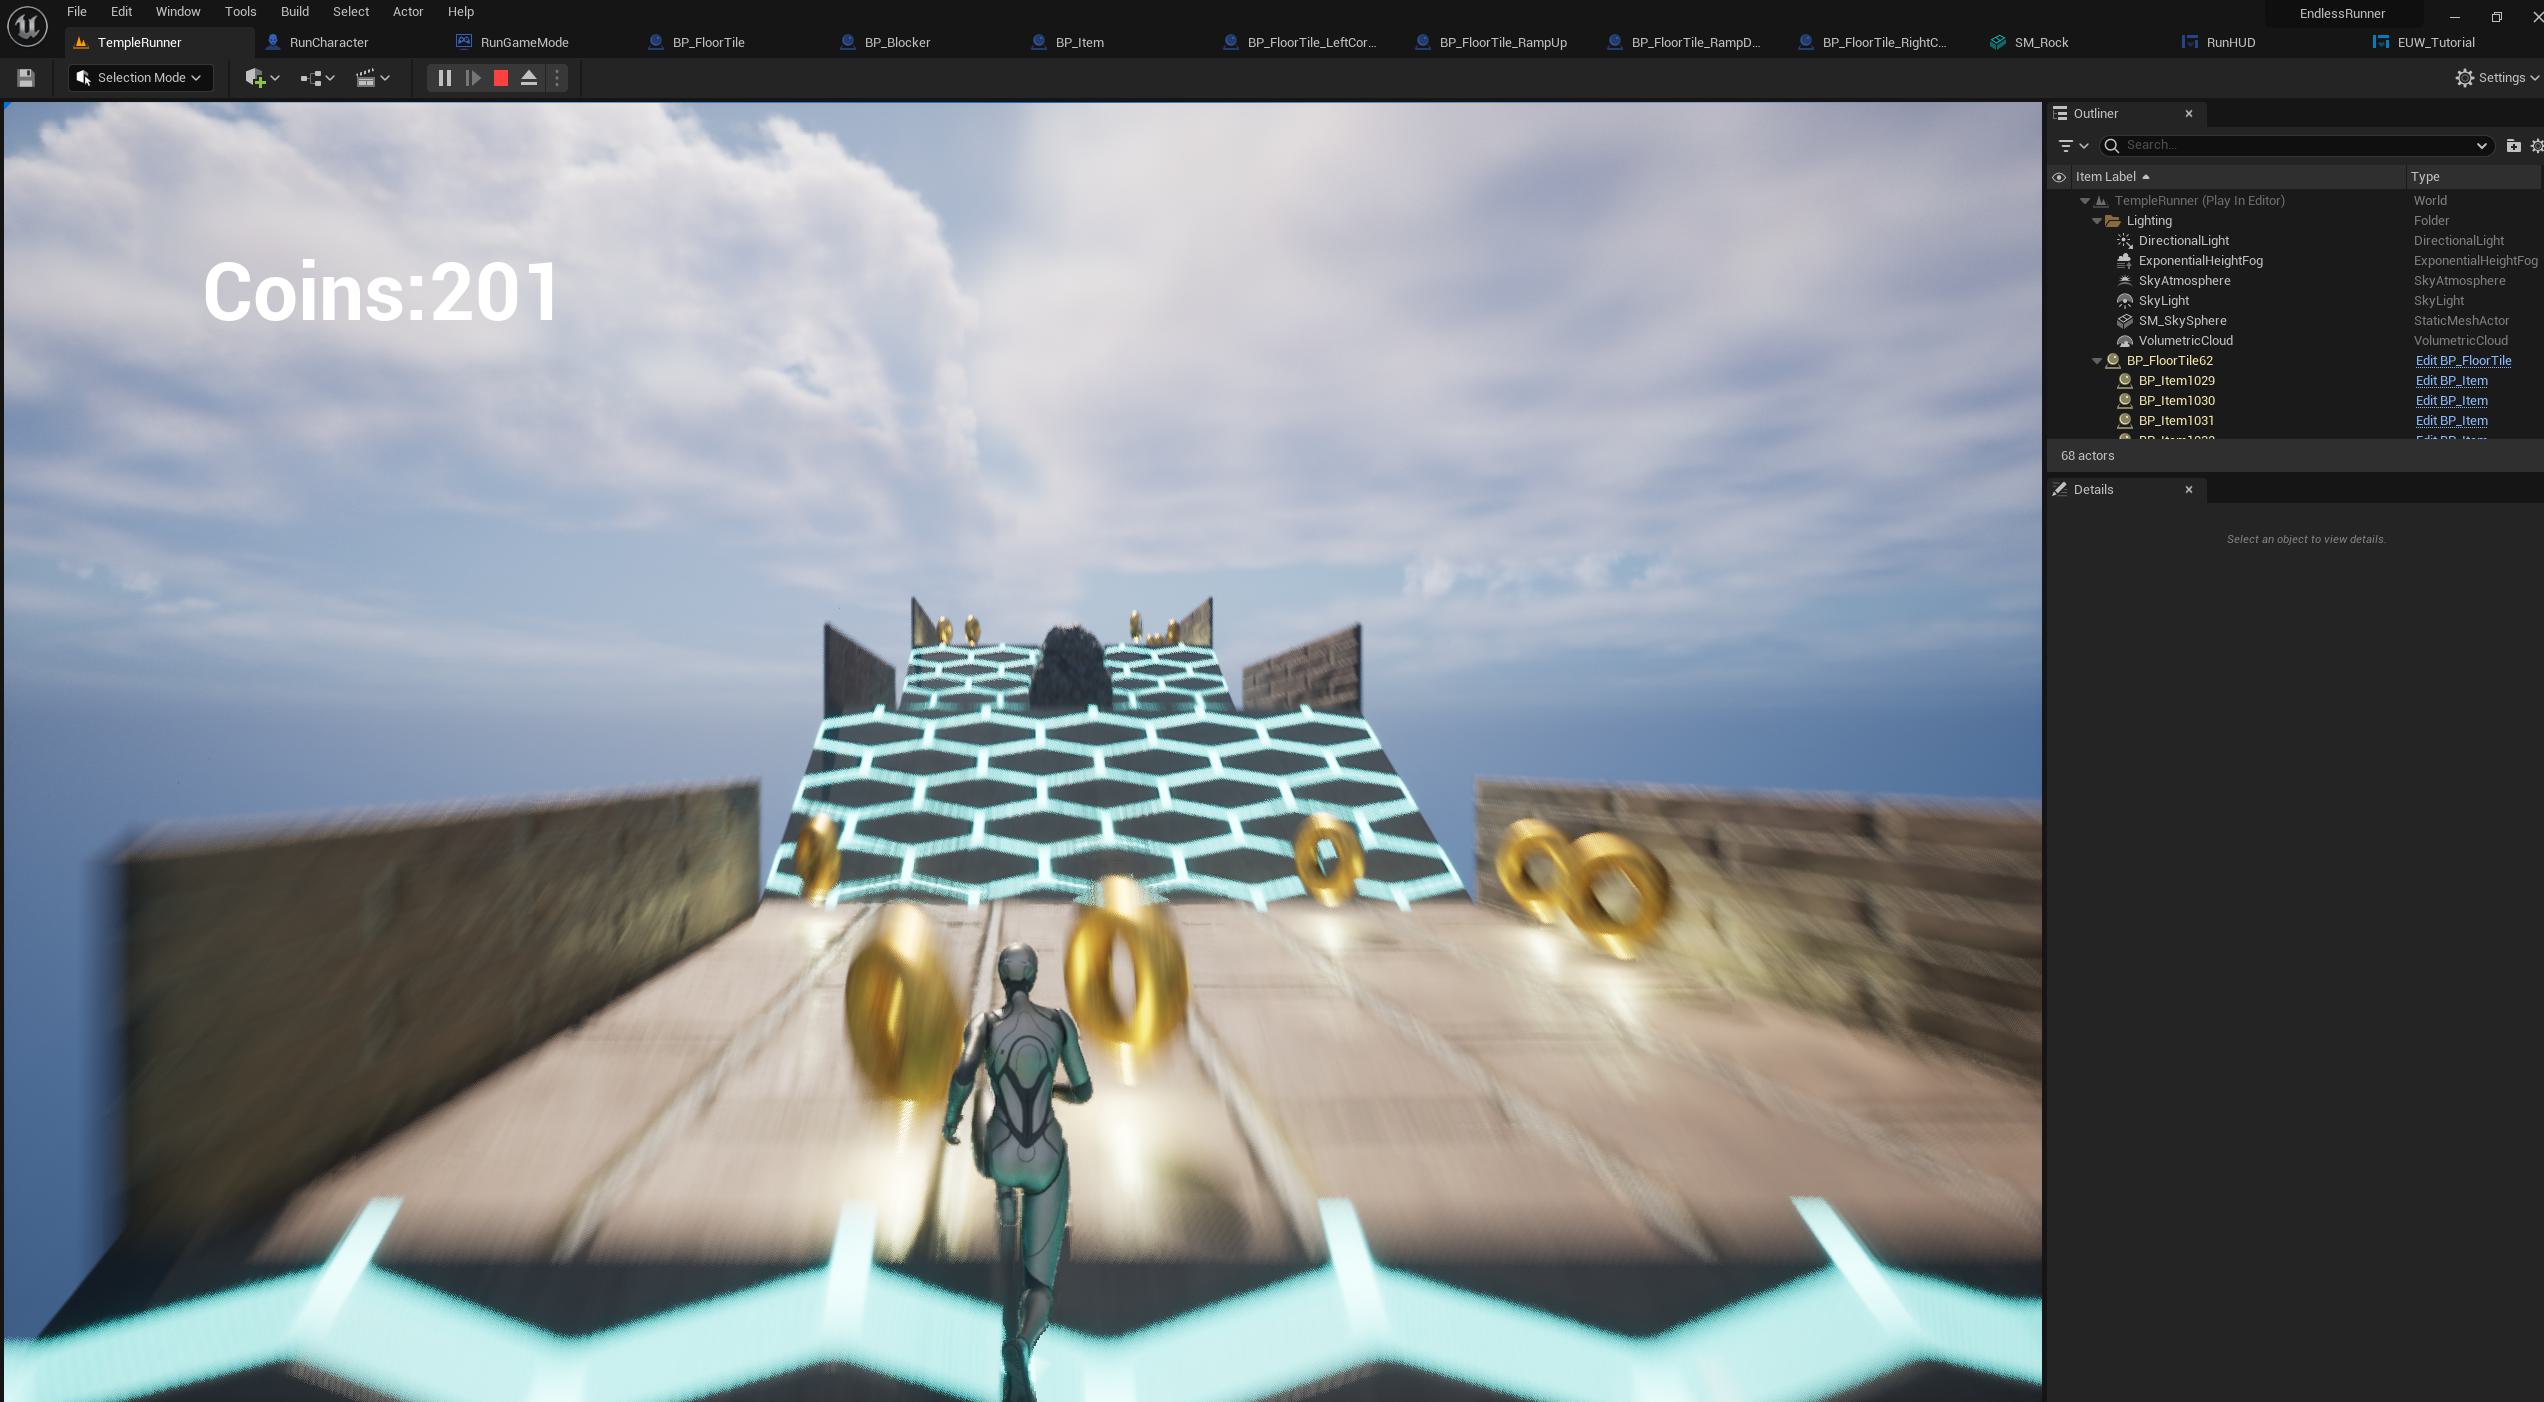 File Edit Window Tools Build Select Actor Help
EndlessRunner
TempleRunner RunCharacter RunGameMode BP_FloorTile BP_Blocker BP_Item BP_FloorTile_LeftCor... BP_FloorTile_RampUp BP_FloorTile_RampD... BP_FloorTile_RightC... SM_Rock RunHUD EUW_Tutorial
Selection Mode
Settings
Coins:201
Outliner
Search...
Item Label Type
TempleRunner (Play In Editor) World
Lighting Folder
DirectionalLight DirectionalLight
ExponentialHeightFog ExponentialHeightFog
SkyAtmosphere SkyAtmosphere
SkyLight SkyLight
SM_SkySphere StaticMeshActor
VolumetricCloud VolumetricCloud
BP_FloorTile62 Edit BP_FloorTile
BP_Item1029 Edit BP_Item
BP_Item1030 Edit BP_Item
BP_Item1031 Edit BP_Item
68 actors
Details
Select an object to view details.